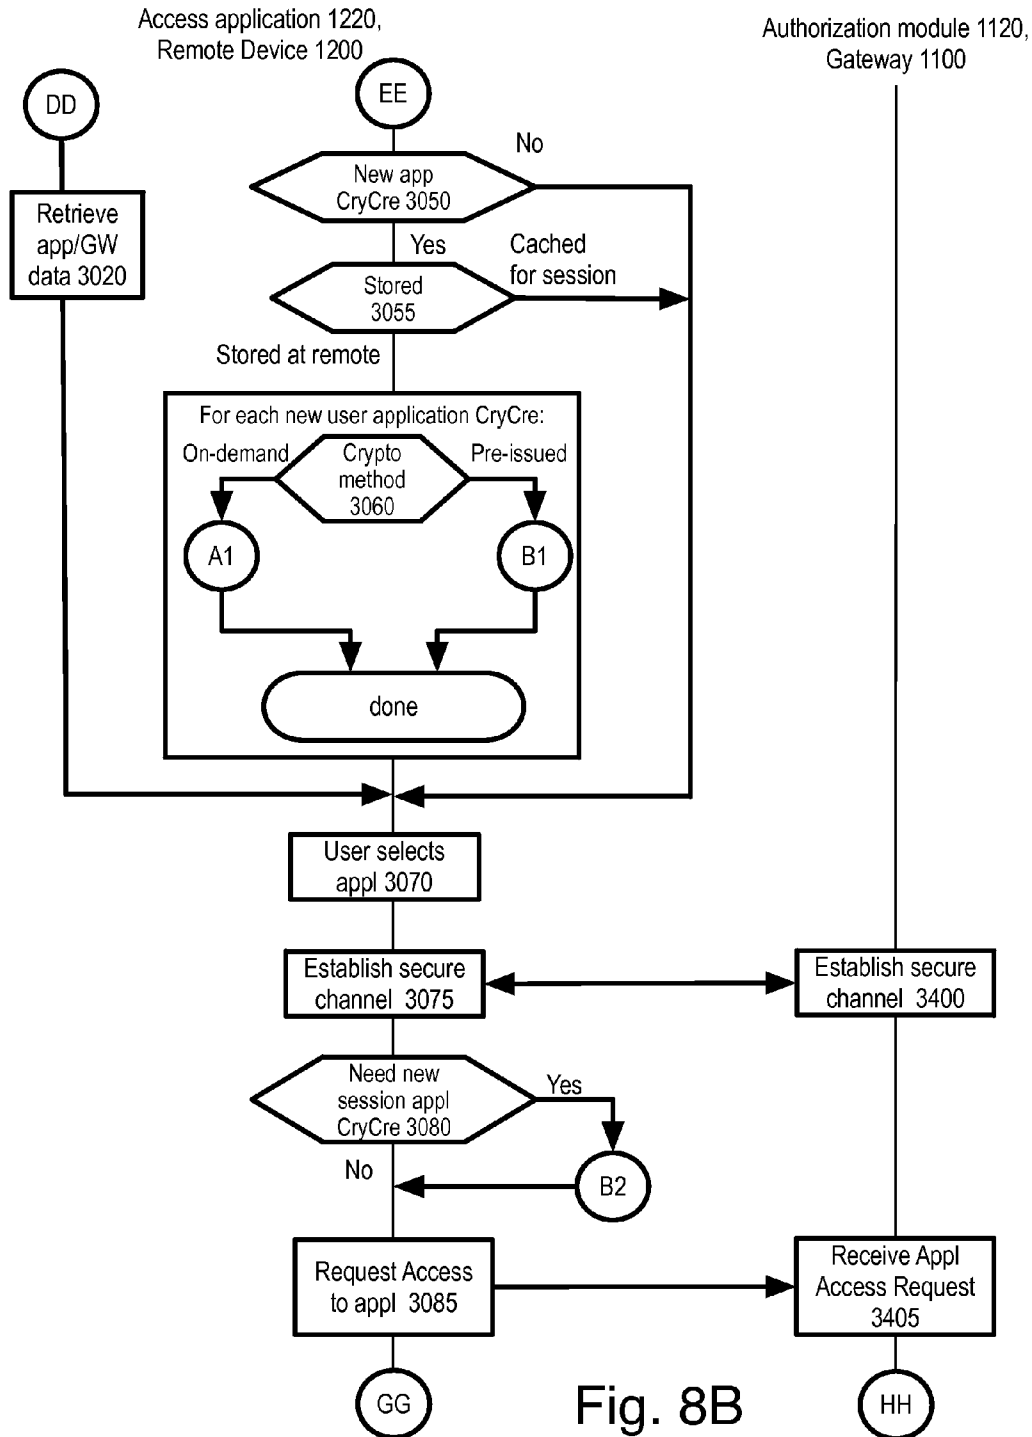 Access application 1220,
Remote Device 1200
Authorization module 1120,
Gateway 1100
DD
EE
No
New app
CryCre 3050
Retrieve
app/GW
data 3020
Yes
Cached
for session
Stored
3055
Stored at remote
For each new user application CryCre:
On-demand
Crypto
method
3060
Pre-issued
A1
B1
done
User selects
appl 3070
Establish secure
channel 3075
Establish secure
channel 3400
Need new
session appl
CryCre 3080
Yes
No
B2
Request Access
to appl 3085
Receive Appl
Access Request
3405
GG
Fig. 8B
HH